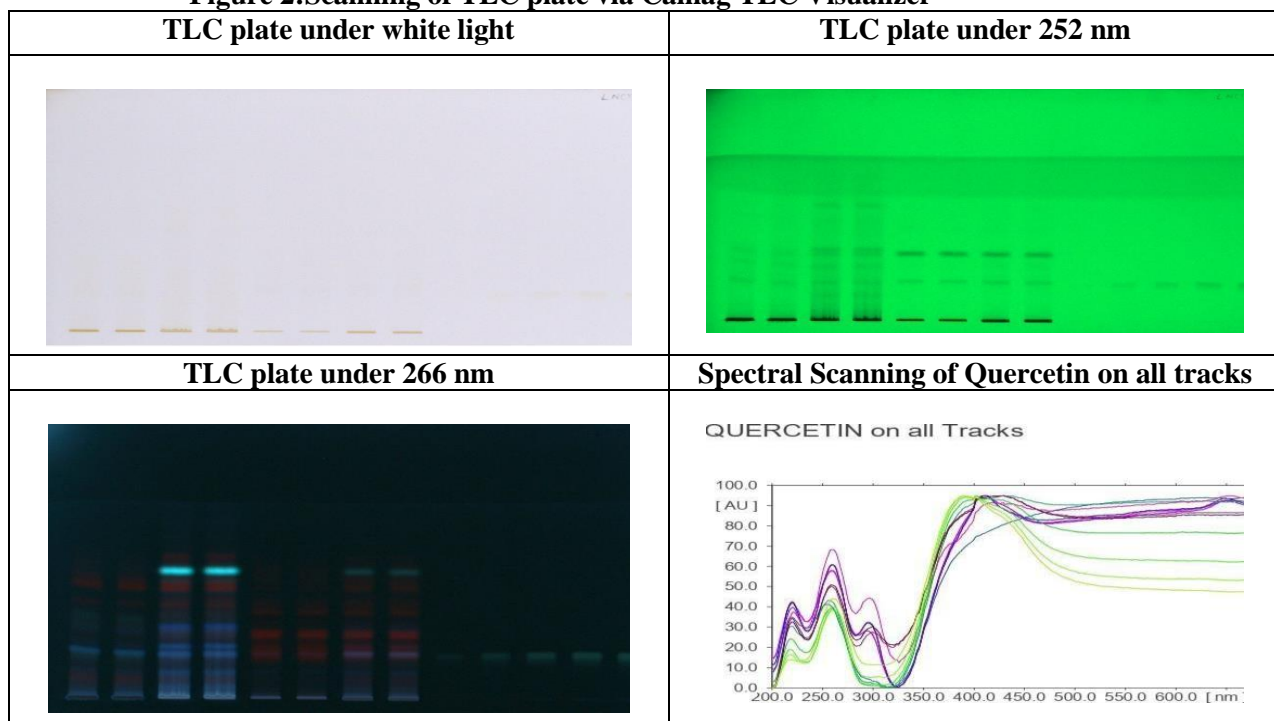 Figure 2:Scanning of TLC plate via Camag TLC Visualizer
TLC plate under white light
TLC plate under 252 nm
TLC plate under 266 nm
Spectral Scanning of Quercetin on all tracks
QUERCETIN on all Tracks
100.0
[ AU ]
90.0
80.0
70.0
60.0
50.0
40.0
30.0
20.0
10.0
0.0
200.0 250.0 300.0 350.0 400.0 450.0 500.0 550.0 600.0 [ nm ]